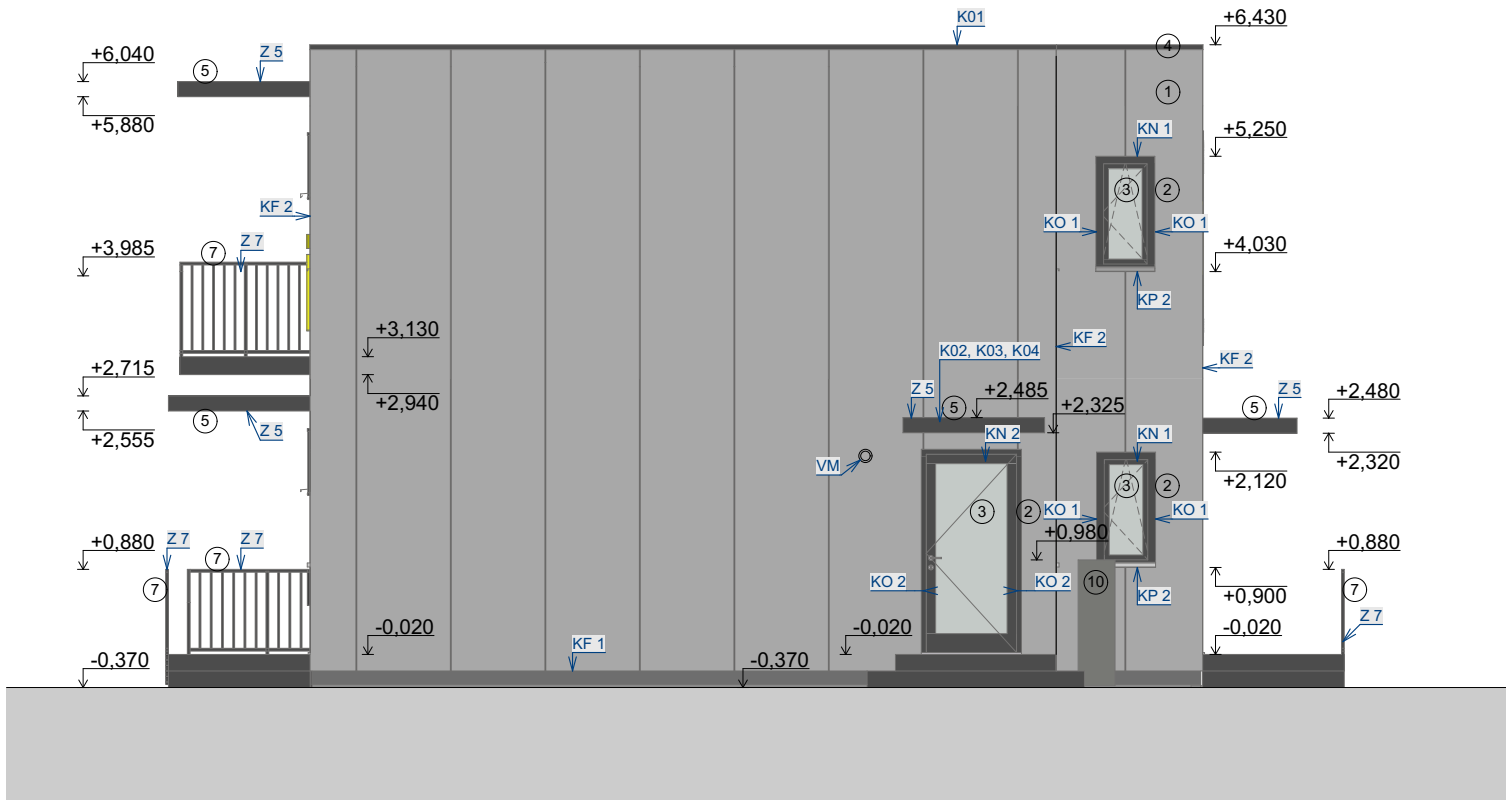 K01
+6,430
+6,040
Z 5
5
4
+5,880
1
+5,250
KN 1
3
2
KF 2
KO 1
KO 1
+3,985
7
Z 7
+4,030
KP 2
+3,130
KF 2
K02, K03, K04
+2,715
KF 2
+2,940
Z 5
5
+2,485
+2,325
Z 5
5
+2,480
+2,555
5
Z 5
KN 2
KN 1
+2,320
VM
+2,120
3
2
3
2
KO 1
KO 1
+0,880
Z 7
7
Z 7
+0,980
+0,880
7
KO 2
KO 2
10
KP 2
+0,900
7
Z 7
-0,020
-0,020
-0,020
KF 1
-0,370
-0,370